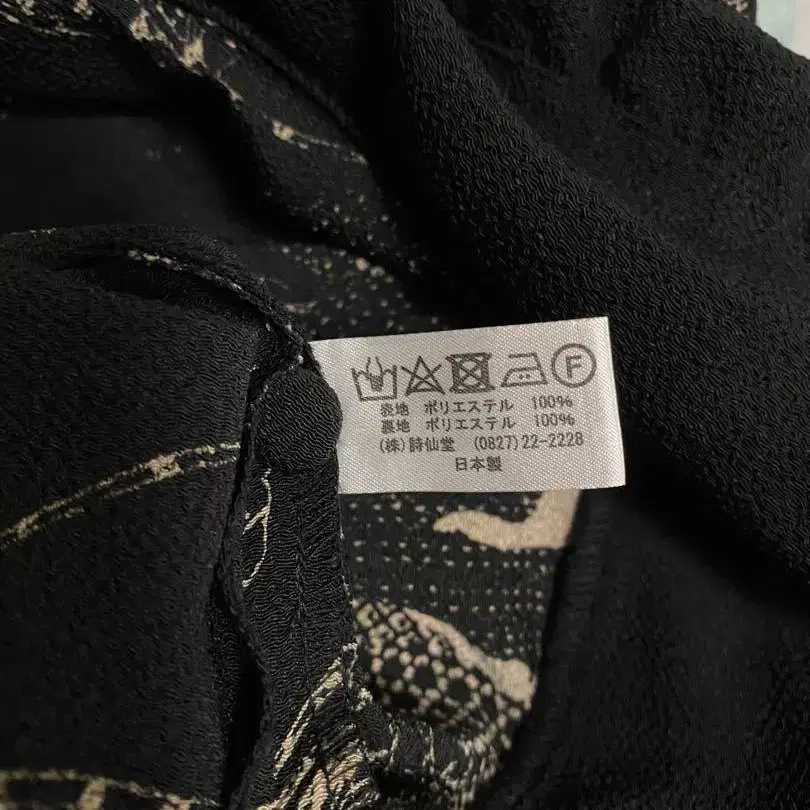 F
表地 ポリエステル 100%
裏地 ポリエステル 100%
(株)詩仙堂 (0827)22-2228
日本製